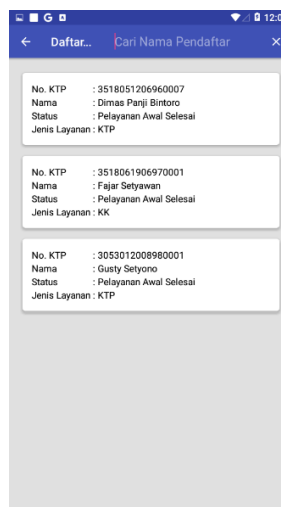 12:0
Daftar... Cari Nama Pendaftar
No. KTP : 3518051206960007
Nama : Dimas Panji Bintoro
Status : Pelayanan Awal Selesai
Jenis Layanan : KTP
No. KTP : 3518061906970001
Nama : Fajar Setyawan
Status : Pelayanan Awal Selesai
Jenis Layanan : KK
No. KTP : 3053012008980001
Nama : Gusty Setyono
Status : Pelayanan Awal Selesai
Jenis Layanan : KTP